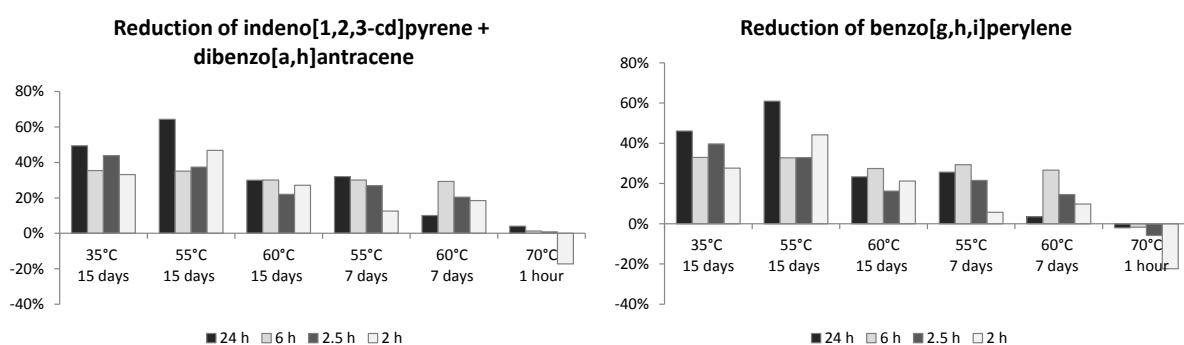 Reduction of indeno[1,2,3-cd]pyrene +
dibenzo[a,h]antracene
80%
60%
40%
20%
0%
-20%
-40%
35°C 55°C 60°C 55°C 60°C 70°C
15 days 15 days 15 days 7 days 7 days 1 hour
24 h 6 h 2.5 h 2 h
Reduction of benzo[g,h,i]perylene
80%
60%
40%
20%
0%
-20%
-40%
35°C 55°C 60°C 55°C 60°C 70°C
15 days 15 days 15 days 7 days 7 days 1 hour
24 h 6 h 2.5 h 2 h